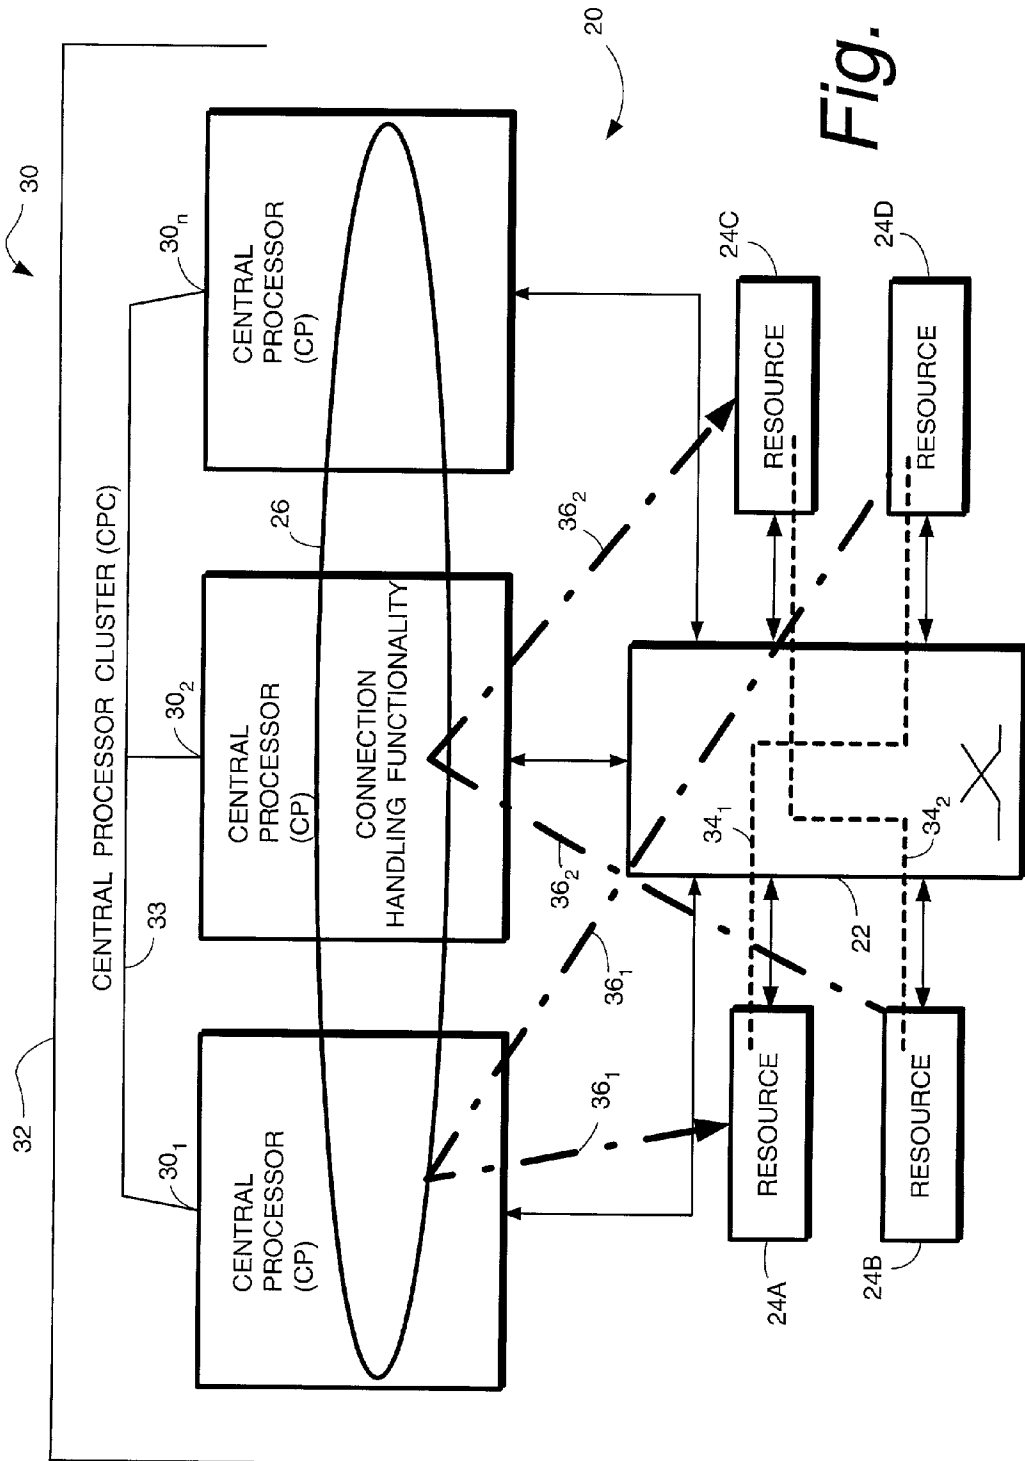 30
32
CENTRAL PROCESSOR CLUSTER (CPC)
33
30₁
30₂
30ₙ
CENTRAL
PROCESSOR
(CP)
CENTRAL
PROCESSOR
(CP)
CENTRAL
PROCESSOR
(CP)
26
CONNECTION
HANDLING FUNCTIONALITY
20
36₁
36₁
36₂
36₂
24A
RESOURCE
34₁
RESOURCE
24C
24B
RESOURCE
22
34₂
RESOURCE
24D
Fig.